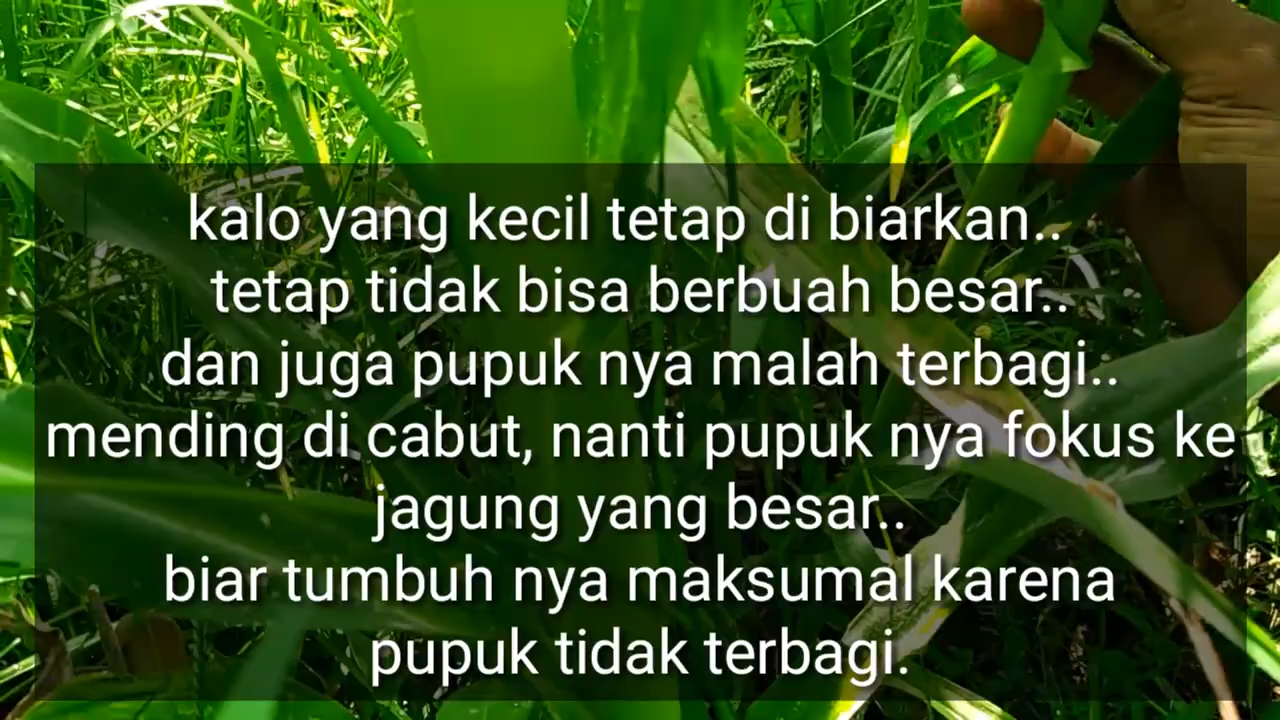 kalo yang kecil tetap di biarkan..
tetap tidak bisa berbuah besar..
dan juga pupuk nya malah terbagi..
mending di cabut, nanti pupuk nya fokus ke
jagung yang besar..
biar tumbuh nya maksumal karena
pupuk tidak terbagi.